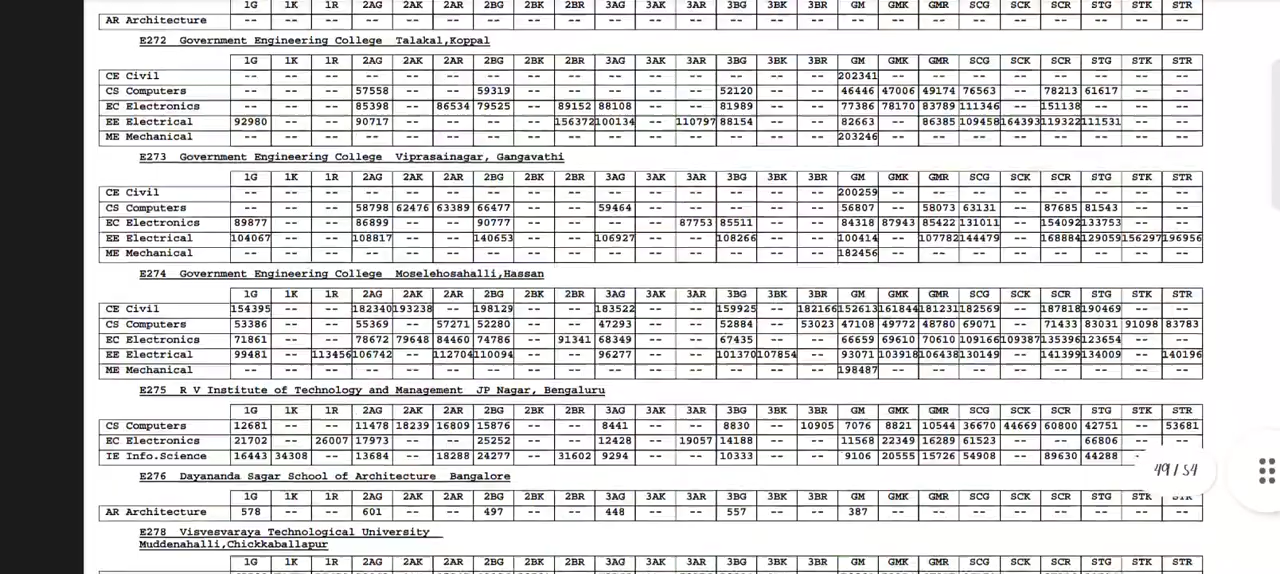 1G 1K 1R 2AG 2AK 2AR 2BG 2BK 2BR 3AG 3AK 3AR 3BG 3BK 3BR GM GMK GMR SCG SCK SCR STG STK STR
AR Architecture -- -- -- -- -- -- -- -- -- -- -- -- -- -- -- -- -- -- -- -- -- -- -- --
E272 Government Engineering College Talakal,Koppal
1G 1K 1R 2AG 2AK 2AR 2BG 2BK 2BR 3AG 3AK 3AR 3BG 3BK 3BR GM GMK GMR SCG SCK SCR STG STK STR
CE Civil -- -- -- -- -- -- -- -- -- -- -- -- -- -- -- 202341 -- -- -- -- -- -- -- --
CS Computers -- -- -- 57558 -- -- 59319 -- -- -- -- -- 52120 -- -- 46446 47006 49174 76563 -- 78213 61617 -- --
EC Electronics -- -- -- 85398 -- 86534 79525 -- 89152 88108 -- -- 81989 -- -- 77386 78170 83789 111346 -- 151138 -- -- --
EE Electrical 92980 -- -- 90717 -- -- -- -- 156372 100134 -- 110797 88154 -- -- 82663 -- 86385 109458 164393 119322 111531 -- --
ME Mechanical -- -- -- -- -- -- -- -- -- -- -- -- -- -- -- 203246 -- -- -- -- -- -- -- --
E273 Government Engineering College Viprasainagar, Gangavathi
1G 1K 1R 2AG 2AK 2AR 2BG 2BK 2BR 3AG 3AK 3AR 3BG 3BK 3BR GM GMK GMR SCG SCK SCR STG STK STR
CE Civil -- -- -- -- -- -- -- -- -- -- -- -- -- -- -- 200259 -- -- -- -- -- -- -- --
CS Computers -- -- -- 58798 62476 63389 66477 -- -- 59464 -- -- -- -- -- 56807 -- 58073 63131 -- 87685 81543 -- --
EC Electronics 89877 -- -- 86899 -- -- 90777 -- -- -- -- 87753 85511 -- -- 84318 87943 85422 131011 -- 154092 133753 -- --
EE Electrical 104067 -- -- 108817 -- -- 140653 -- -- 106927 -- -- 108266 -- -- 100414 -- 107782 144479 -- 168884 129059 156297 196956
ME Mechanical -- -- -- -- -- -- -- -- -- -- -- -- -- -- -- 182456 -- -- -- -- -- -- -- --
E274 Government Engineering College Moselehosahalli,Hassan
1G 1K 1R 2AG 2AK 2AR 2BG 2BK 2BR 3AG 3AK 3AR 3BG 3BK 3BR GM GMK GMR SCG SCK SCR STG STK STR
CE Civil 154395 -- -- 182340 193238 -- 198129 -- -- 183522 -- -- 159925 -- 182166 152613 161844 181231 182569 -- 187818 190469 -- --
CS Computers 53386 -- -- 55369 -- 57271 52280 -- -- 47293 -- -- 52884 -- 53023 47108 49772 48780 69071 -- 71433 83031 91098 83783
EC Electronics 71861 -- -- 78672 79648 84460 74786 -- 91341 68349 -- -- 67435 -- -- 66659 69610 70610 109166 109387 135396 123654 -- --
EE Electrical 99481 -- 113456 106742 -- 112704 110094 -- -- 96277 -- -- 101370 107854 -- 93071 103918 106438 130149 -- 141399 134009 -- 140196
ME Mechanical -- -- -- -- -- -- -- -- -- -- -- -- -- -- -- 198487 -- -- -- -- -- -- -- --
E275 R V Institute of Technology and Management JP Nagar, Bengaluru
1G 1K 1R 2AG 2AK 2AR 2BG 2BK 2BR 3AG 3AK 3AR 3BG 3BK 3BR GM GMK GMR SCG SCK SCR STG STK STR
CS Computers 12681 -- -- 11478 18239 16809 15876 -- -- 8441 -- -- 8830 -- 10905 7076 8821 10544 36670 44669 60800 42751 -- 53681
EC Electronics 21702 -- 26007 17973 -- -- 25252 -- -- 12428 -- 19057 14188 -- -- 11568 22349 16289 61523 -- -- 66806 -- --
IE Info.Science 16443 34308 -- 13684 -- 18288 24277 -- 31602 9294 -- -- 10333 -- -- 9106 20555 15726 54908 -- 89630 44288
49/54
E276 Dayananda Sagar School of Architecture Bangalore
1G 1K 1R 2AG 2AK 2AR 2BG 2BK 2BR 3AG 3AK 3AR 3BG 3BK 3BR GM GMK GMR SCG SCK SCR STG STK STR
AR Architecture 578 -- -- 601 -- -- 497 -- -- 448 -- -- 557 -- -- 387 -- -- -- -- -- -- -- --
E278 Visvesvaraya Technological University
Muddenahalli,Chickkaballapur
1G 1K 1R 2AG 2AK 2AR 2BG 2BK 2BR 3AG 3AK 3AR 3BG 3BK 3BR GM GMK GMR SCG SCK SCR STG STK STR